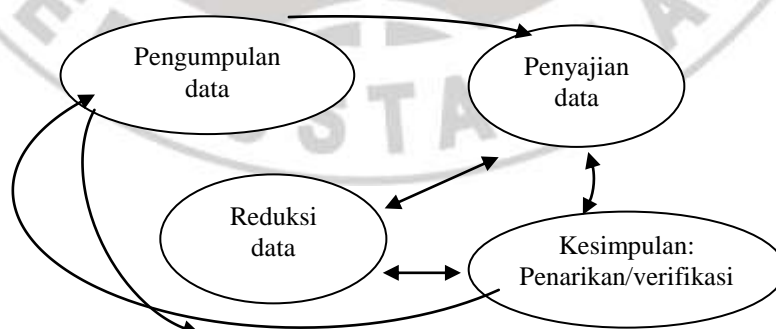 Pengumpulan
data
Penyajian
data
Reduksi
data
Kesimpulan:
Penarikan/verifikasi